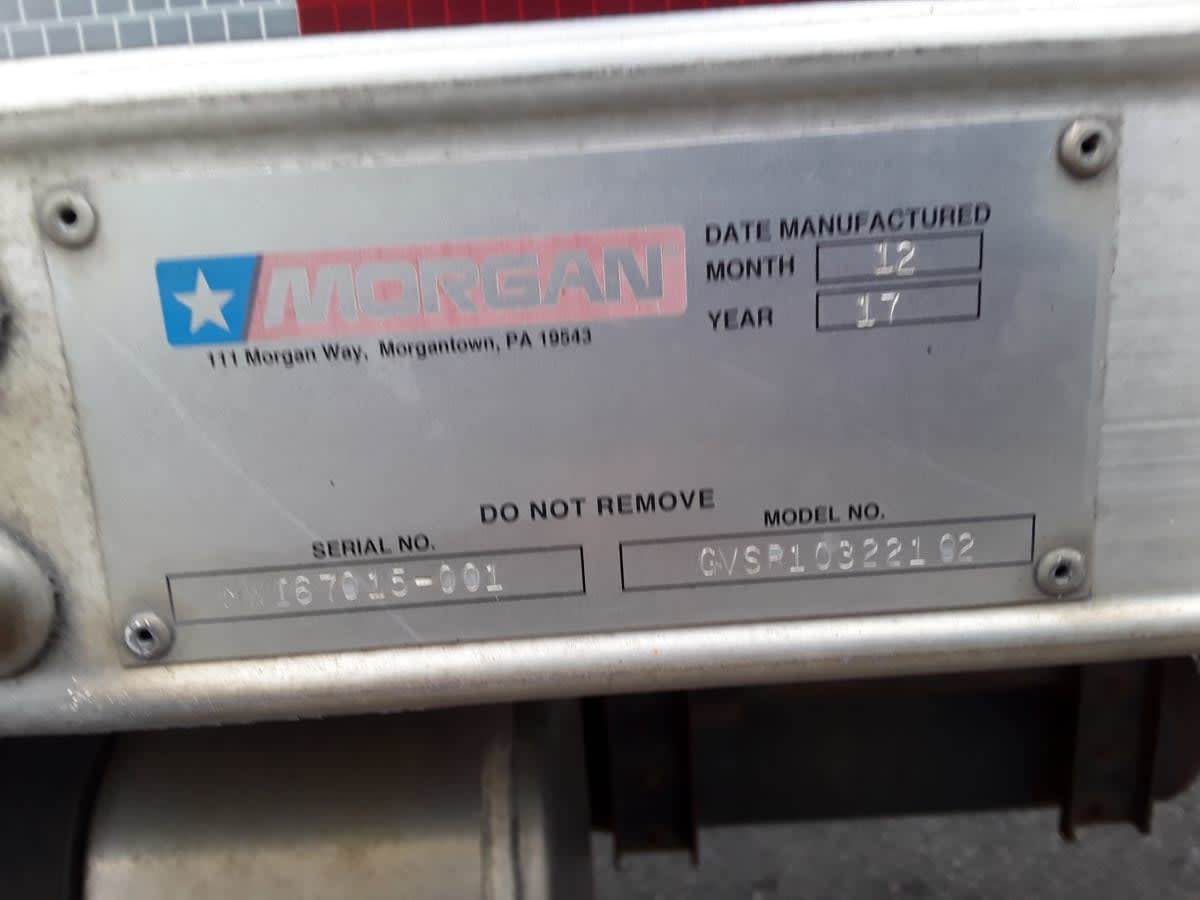 MORGAN
111 Morgan Way, Morgantown, PA 19543
DATE MANUFACTURED
MONTH 12
YEAR 17
DO NOT REMOVE
SERIAL NO.
MODEL NO.
GVSR10322102